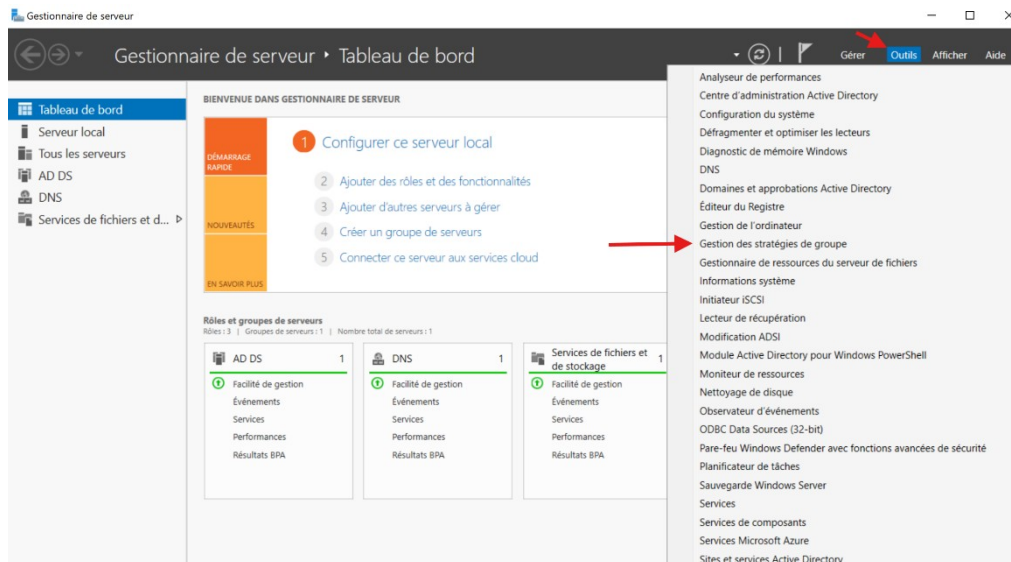 Gestionnaire de serveur
Gestionnaire de serveur • Tableau de bord
Gérer
Outils
Afficher
Aide
Tableau de bord
Serveur local
Tous les serveurs
AD DS
DNS
Services de fichiers et d...
BIENVENUE DANS GESTIONNAIRE DE SERVEUR
DÉMARRAGE
RAPIDE
NOUVEAUTÉS
EN SAVOIR PLUS
1 Configurer ce serveur local
2 Ajouter des rôles et des fonctionnalités
3 Ajouter d'autres serveurs à gérer
4 Créer un groupe de serveurs
5 Connecter ce serveur aux services cloud
Rôles et groupes de serveurs
Rôles : 3 | Groupes de serveurs : 1 | Nombre total de serveurs : 1
AD DS 1
Facilité de gestion
Événements
Services
Performances
Résultats BPA
DNS 1
Facilité de gestion
Événements
Services
Performances
Résultats BPA
Services de fichiers et
de stockage 1
Facilité de gestion
Événements
Services
Performances
Résultats BPA
Analyseur de performances
Centre d'administration Active Directory
Configuration du système
Défragmenter et optimiser les lecteurs
Diagnostic de mémoire Windows
DNS
Domaines et approbations Active Directory
Éditeur du Registre
Gestion de l'ordinateur
Gestion des stratégies de groupe
Gestionnaire de ressources du serveur de fichiers
Informations système
Initiateur iSCSI
Lecteur de récupération
Modification ADSI
Module Active Directory pour Windows PowerShell
Moniteur de ressources
Nettoyage de disque
Observateur d'événements
ODBC Data Sources (32-bit)
Pare-feu Windows Defender avec fonctions avancées de sécurité
Planificateur de tâches
Sauvegarde Windows Server
Services
Services de composants
Services Microsoft Azure
Sites et services Active Directory